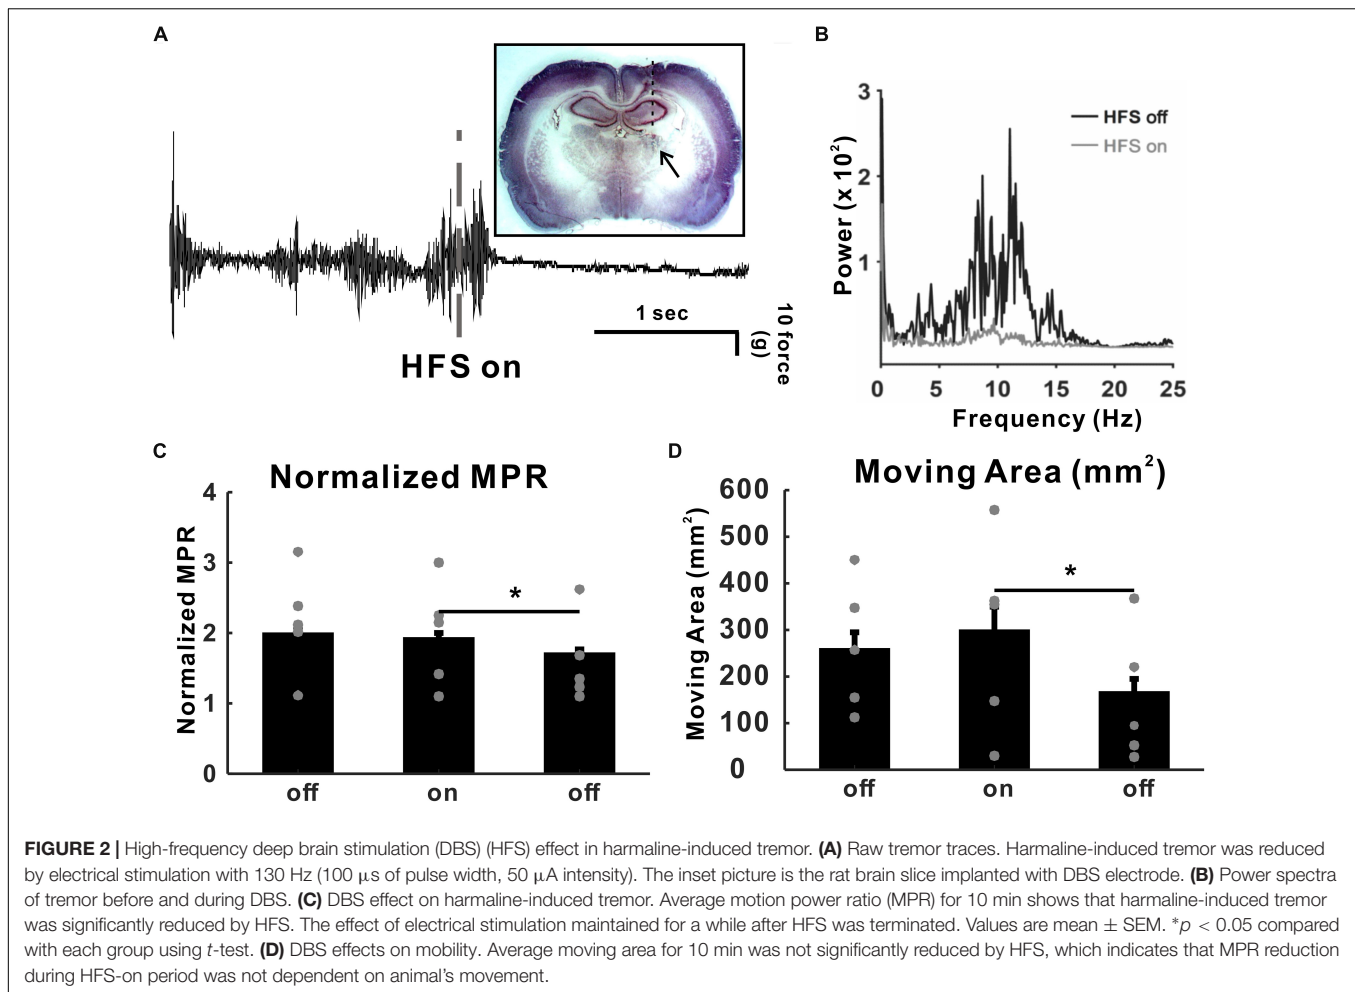 A
HFS on
1 sec
10 force
(g)
B
3
2
1
Power (x 10²)
HFS off
HFS on
0 5 10 15 20 25
Frequency (Hz)
C
Normalized MPR
4
3
2
1
0
Normalized MPR
*
off on off
D
Moving Area (mm²)
600
500
400
300
200
100
0
Moving Area (mm²)
*
off on off
FIGURE 2 | High-frequency deep brain stimulation (DBS) (HFS) effect in harmaline-induced tremor. (A) Raw tremor traces. Harmaline-induced tremor was reduced
by electrical stimulation with 130 Hz (100 μs of pulse width, 50 μA intensity). The inset picture is the rat brain slice implanted with DBS electrode. (B) Power spectra
of tremor before and during DBS. (C) DBS effect on harmaline-induced tremor. Average motion power ratio (MPR) for 10 min shows that harmaline-induced tremor
was significantly reduced by HFS. The effect of electrical stimulation maintained for a while after HFS was terminated. Values are mean ± SEM. *p < 0.05 compared
with each group using t-test. (D) DBS effects on mobility. Average moving area for 10 min was not significantly reduced by HFS, which indicates that MPR reduction
during HFS-on period was not dependent on animal's movement.